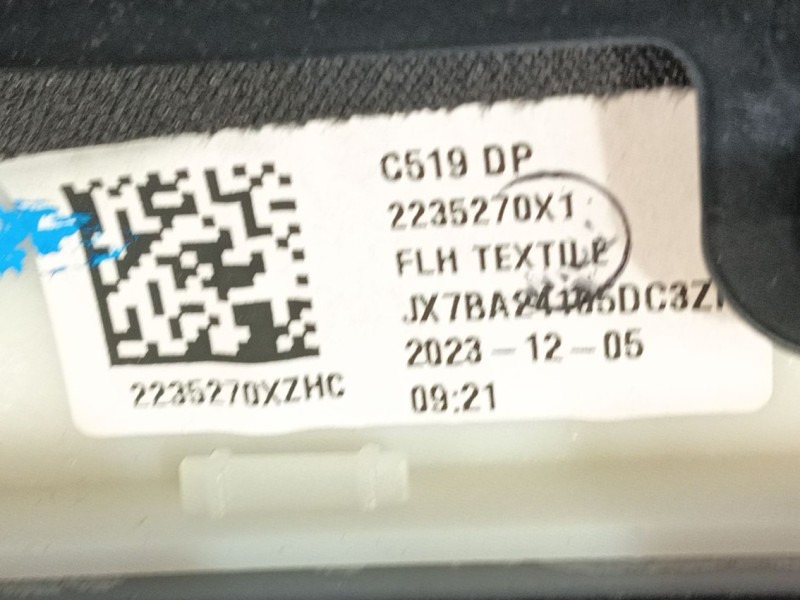 C519 DP
2235270X1
FLH TEXTILE
2023-12-05
09:21
2235270XZHC